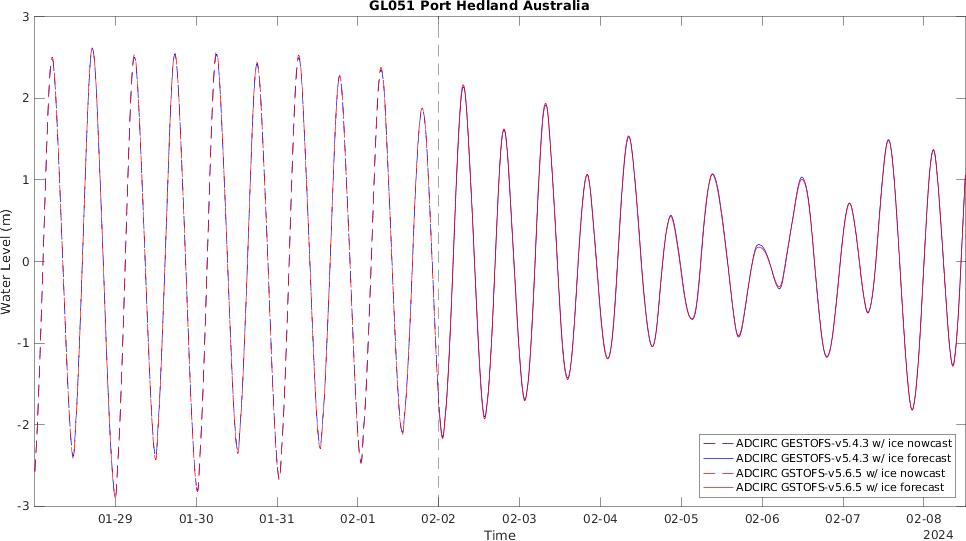 GL051 Port Hedland Australia
3
2
1
0
-1
-2
-3
Water Level (m)
ADCIRC GESTOFS-v5.4.3 w/ ice nowcast
ADCIRC GESTOFS-v5.4.3 w/ ice forecast
ADCIRC GSTOFS-v5.6.5 w/ ice nowcast
ADCIRC GSTOFS-v5.6.5 w/ ice forecast
01-29 01-30 01-31 02-01 02-02 02-03 02-04 02-05 02-06 02-07 02-08
Time
2024